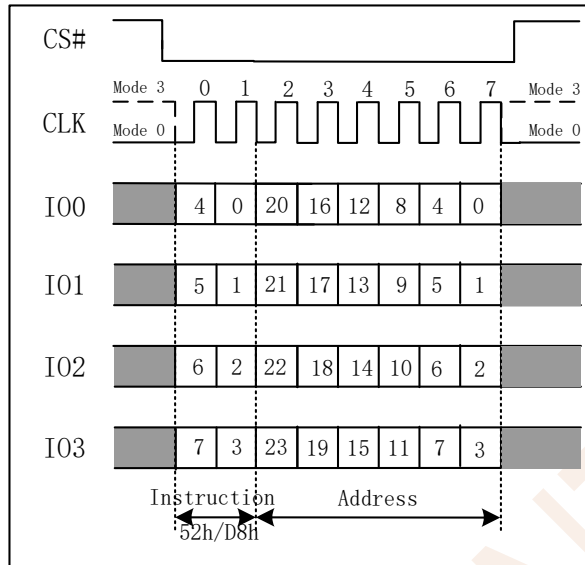 CS#
Mode 3 0 1 2 3 4 5 6 7 Mode 3
CLK
Mode 0 Mode 0
IO0 4 0 20 16 12 8 4 0
IO1 5 1 21 17 13 9 5 1
IO2 6 2 22 18 14 10 6 2
IO3 7 3 23 19 15 11 7 3
Instruction Address
52h/D8h